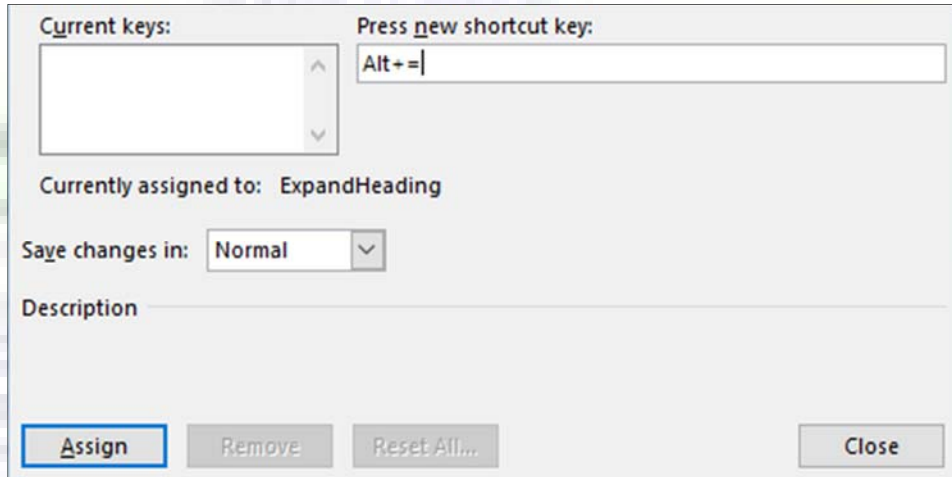 Current keys:
Press new shortcut key:
Alt+=
Currently assigned to: ExpandHeading
Save changes in: Normal
Description
Assign Remove Reset All... Close